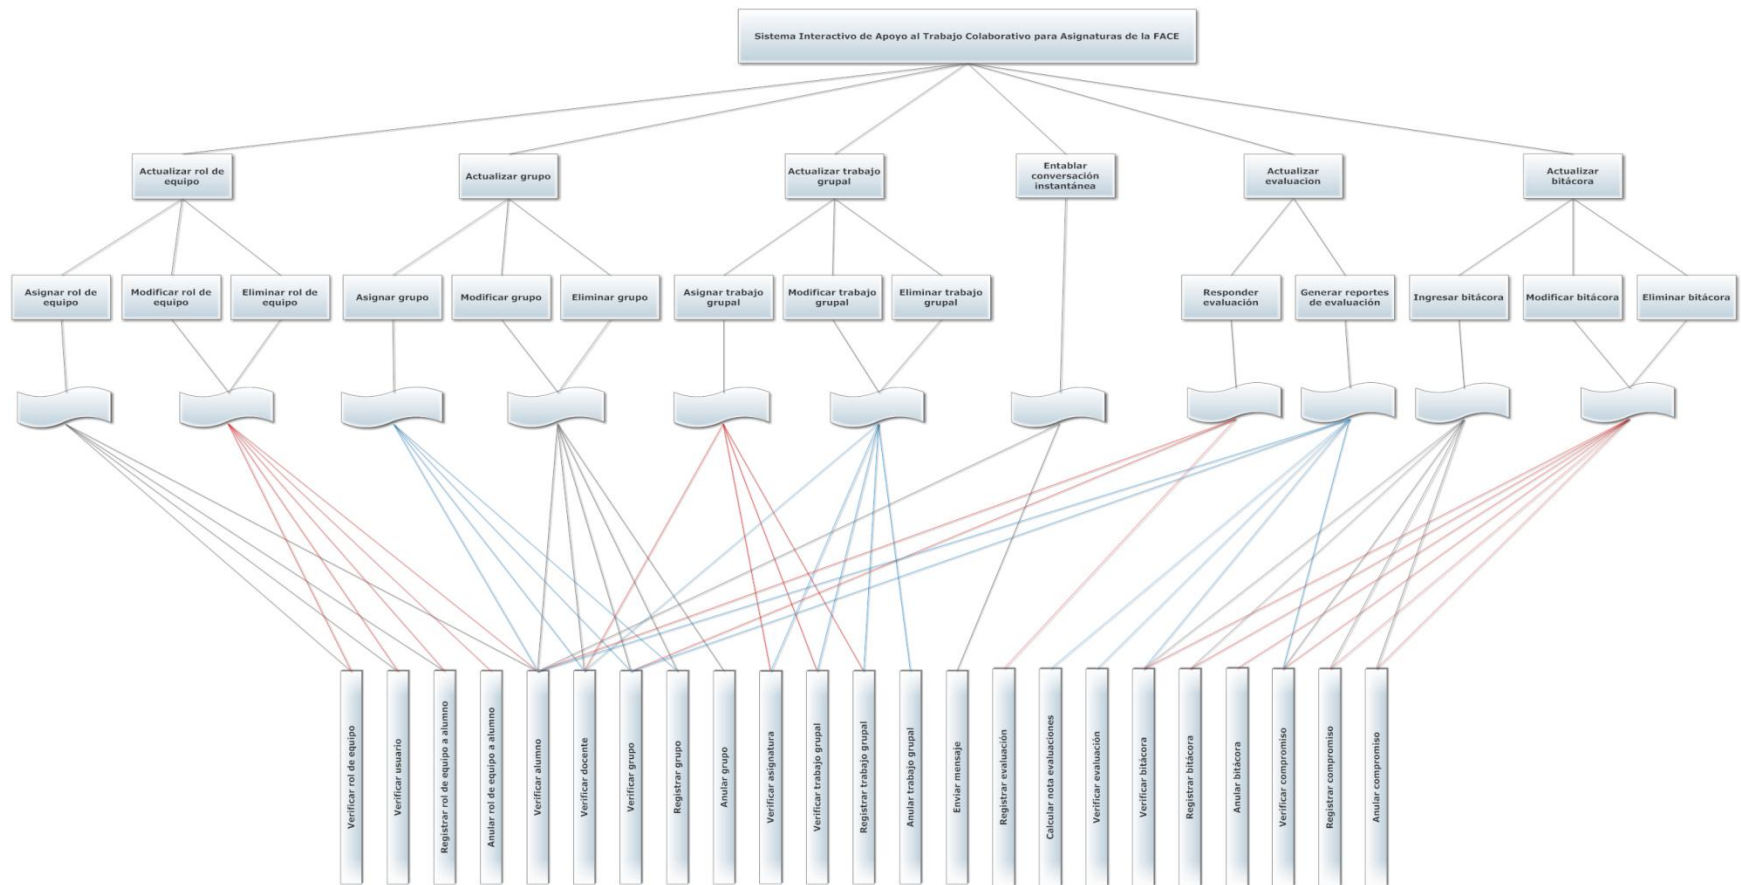 Sistema Interactivo de Apoyo al Trabajo Colaborativo para Asignaturas de la FACE
Actualizar rol de
equipo
Actualizar grupo
Actualizar trabajo
grupal
Entablar
conversación
instantánea
Actualizar
evaluacion
Actualizar
bitácora
Asignar rol de
equipo
Modificar rol de
equipo
Eliminar rol de
equipo
Asignar grupo
Modificar grupo
Eliminar grupo
Asignar trabajo
grupal
Modificar trabajo
grupal
Eliminar trabajo
grupal
Responder
evaluación
Generar reportes
de evaluación
Ingresar bitácora
Modificar bitácora
Eliminar bitácora
Verificar rol de equipo
Verificar usuario
Registrar rol de equipo a alumno
Anular rol de equipo a alumno
Verificar alumno
Verificar docente
Verificar grupo
Registrar grupo
Anular grupo
Verificar asignatura
Verificar trabajo grupal
Registrar trabajo grupal
Anular trabajo grupal
Enviar mensaje
Registrar evaluación
Calcular nota evaluaciones
Verificar evaluación
Verificar bitácora
Registrar bitácora
Anular bitácora
Verificar compromiso
Registrar compromiso
Anular compromiso